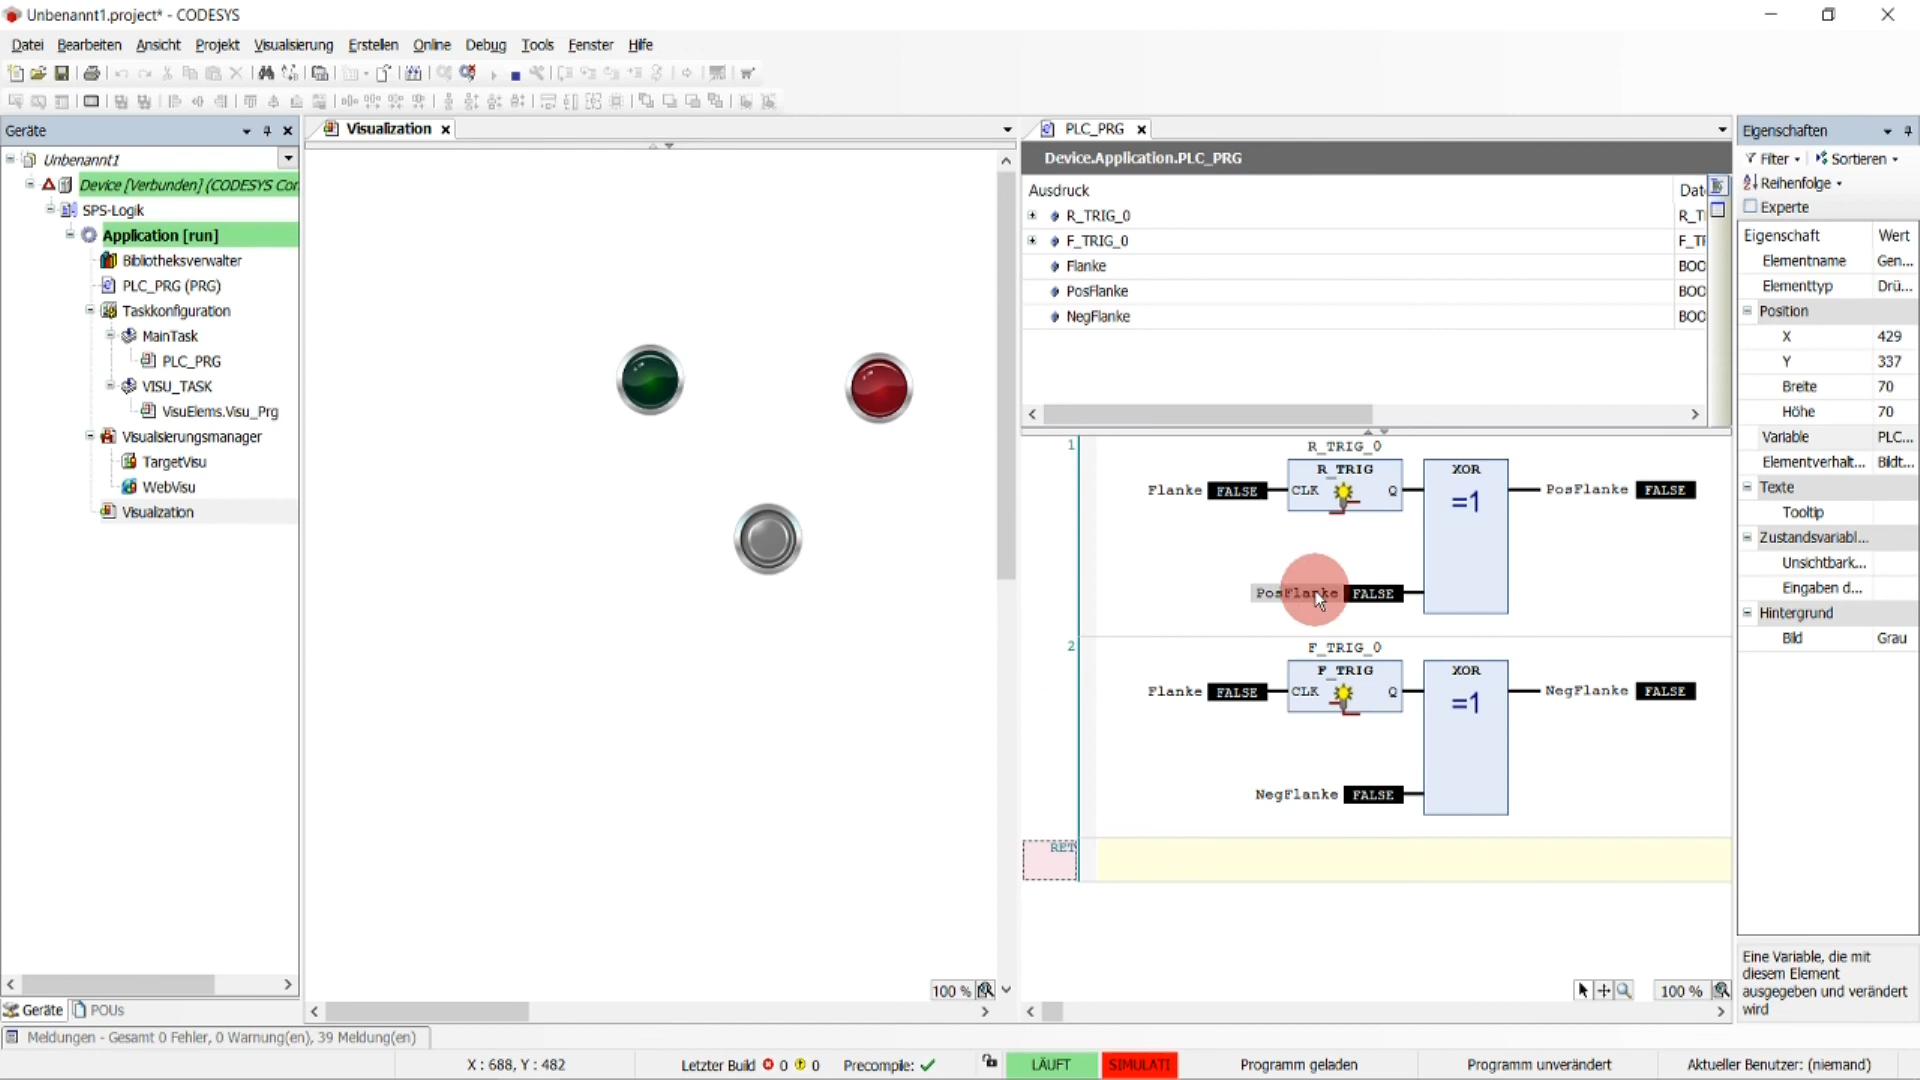 Unbenannt1.project* - CODESYS
Datei Bearbeiten Ansicht Projekt Visualisierung Erstellen Online Debug Tools Fenster Hilfe
Geräte
Unbenannt1
Device [Verbunden] (CODESYS Con
SPS-Logik
Application [run]
Bibliotheksverwalter
PLC_PRG (PRG)
Taskkonfiguration
MainTask
PLC_PRG
VISU_TASK
VisuElems.Visu_Prg
Visualisierungsmanager
TargetVisu
WebVisu
Visualization
Geräte POUs
Visualization
100 %
PLC_PRG
Device.Application.PLC_PRG
Ausdruck Dat
R_TRIG_0 R_T
F_TRIG_0
Flanke BOO
PosFlanke BOO
NegFlanke BOO
1
R_TRIG_0
R_TRIG XOR
Flanke FALSE CLK Q =1 PosFlanke FALSE
PosFlanke FALSE
2
F_TRIG_0
F_TRIG XOR
Flanke FALSE CLK Q =1 NegFlanke FALSE
NegFlanke FALSE
RET
100 %
Eigenschaften
Filter Sortieren
Reihenfolge
Experte
Eigenschaft Wert
Elementname Gen...
Elementtyp Drü...
Position
X 429
Y 337
Breite 70
Höhe 70
Variable PLC...
Elementverhalt... Bildt...
Texte
Tooltip
Zustandsvariabl...
Unsichtbark...
Eingaben d...
Hintergrund
Bild Grau
Eine Variable, die mit
diesem Element
ausgegeben und verändert
wird
Meldungen - Gesamt 0 Fehler, 0 Warnung(en), 39 Meldung(en)
X : 688, Y : 482 Letzter Build 0 0 Precompile: LÄUFT SIMULATI Programm geladen Programm unverändert Aktueller Benutzer: (niemand)